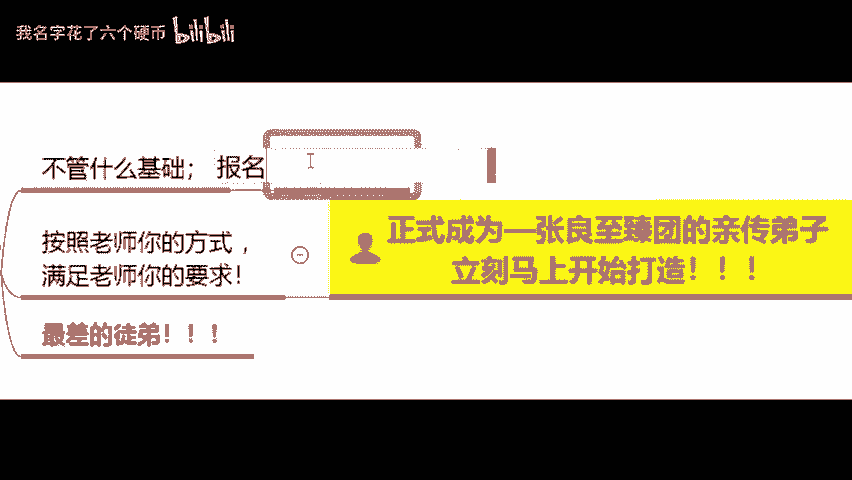 我名字花了六个硬币 bilibili
不管什么基础； 报名
按照老师你的方式，
满足老师你的要求！
正式成为—张良至臻团的亲传弟子
立刻马上开始打造！！！
最差的徒弟！！！